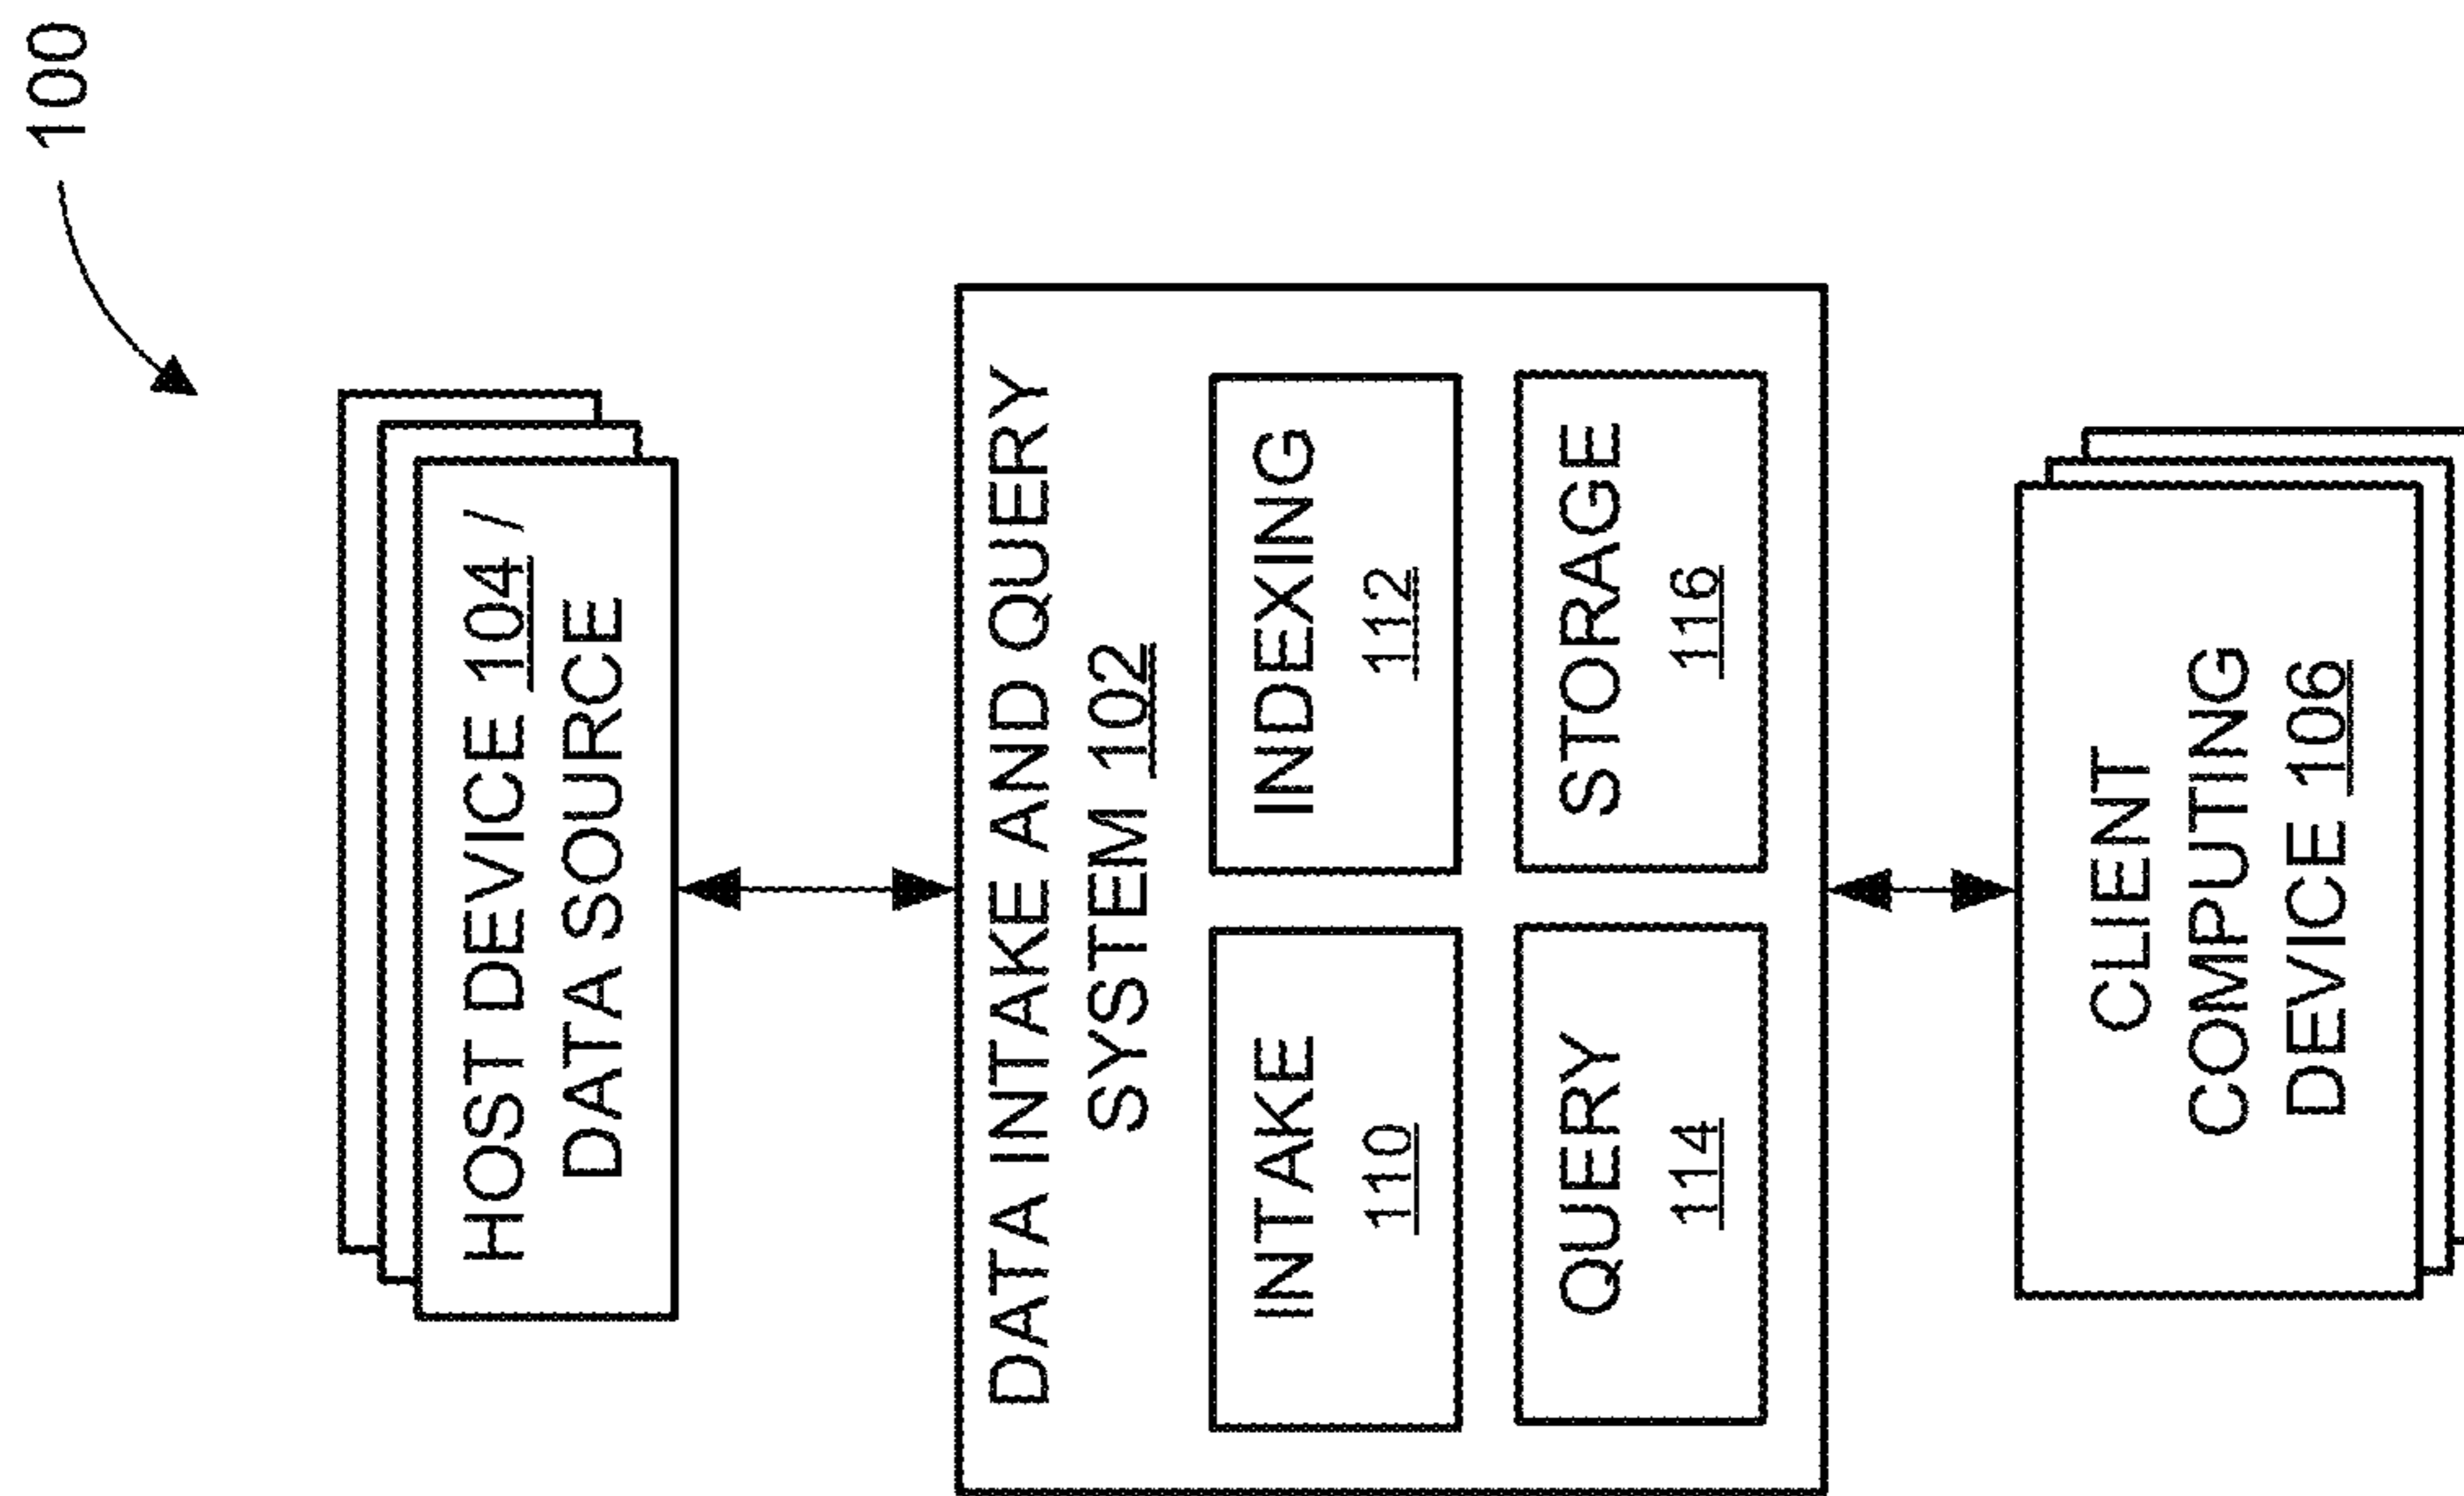 100
HOST DEVICE 104 /
DATA SOURCE
DATA INTAKE AND QUERY
SYSTEM 102
INTAKE
110
INDEXING
112
QUERY
114
STORAGE
116
CLIENT
COMPUTING
DEVICE 106